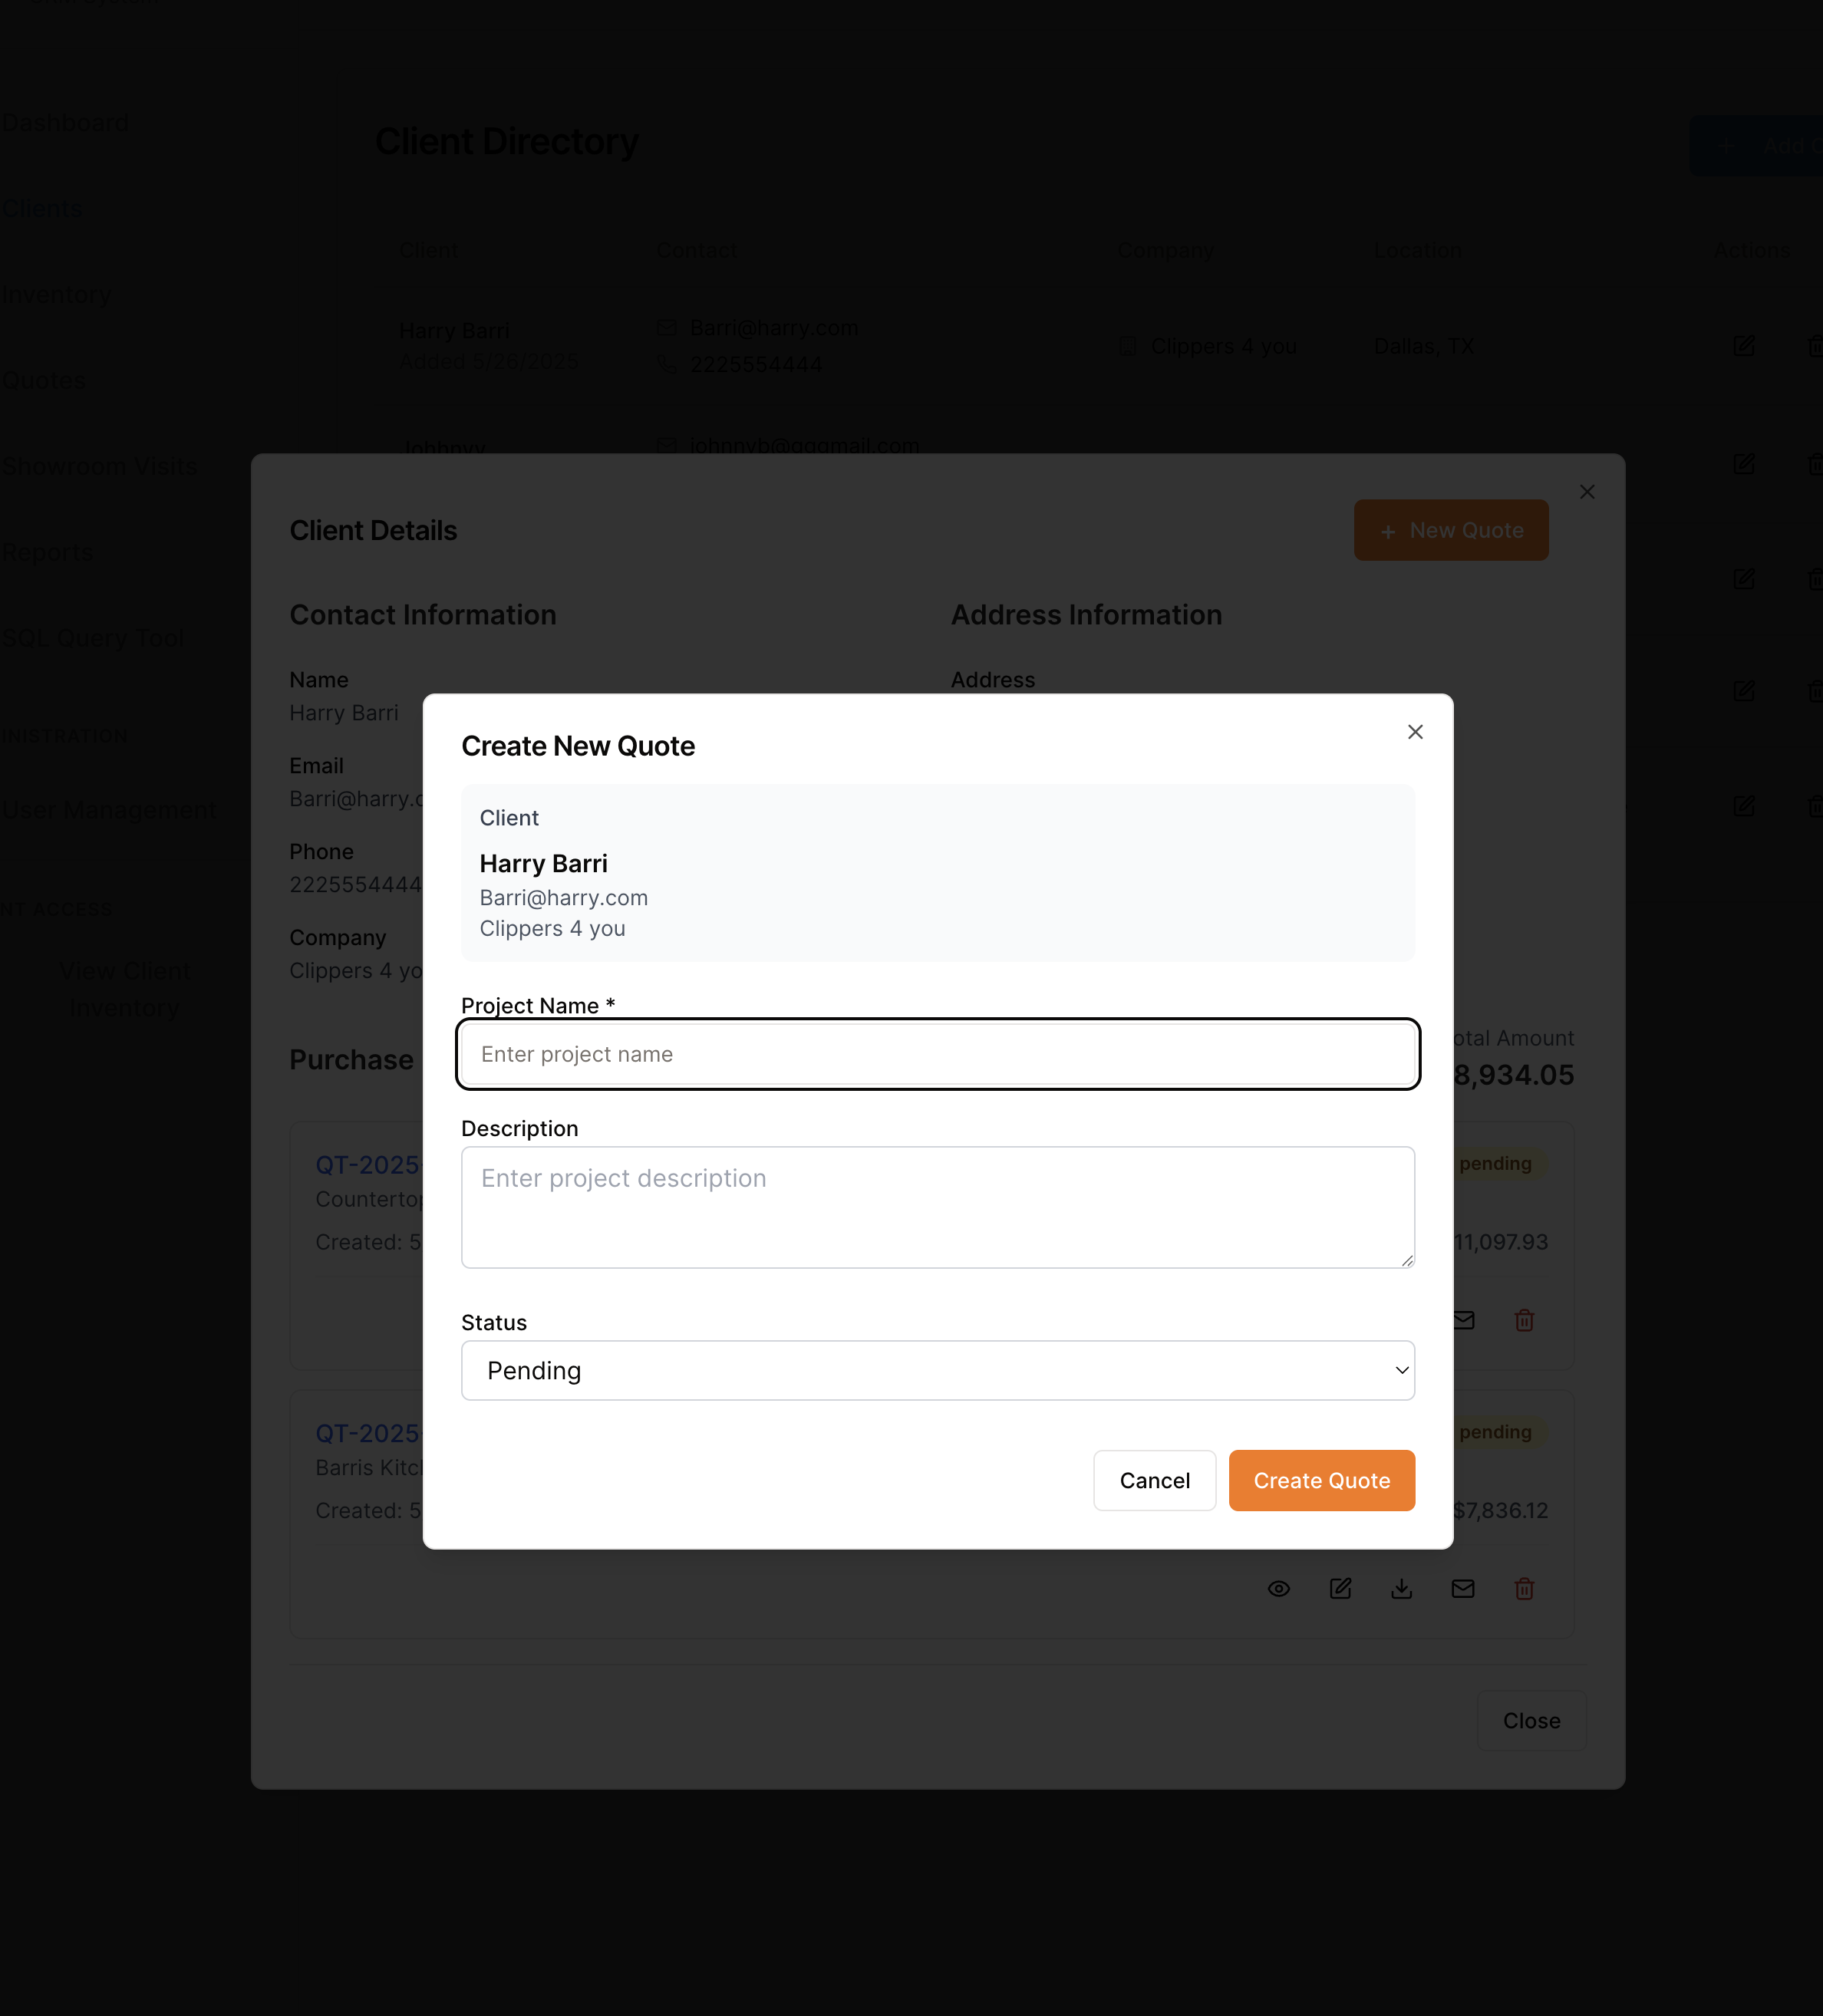 Dashboard
Clients
Inventory
Quotes
Showroom Visits
Reports
SQL Query Tool
INISTRATION
User Management
NT ACCESS
View Client
Inventory
Client Directory
+ Add C
Client Contact Company Location Actions
Harry Barri
Added 5/26/2025
Barri@harry.com
2225554444
Clippers 4 you
Dallas, TX
Johhnyy
johnnyb@gggmail.com
Client Details
+ New Quote
Contact Information
Name
Harry Barri
Email
Barri@harry.c
Phone
2225554444
Company
Clippers 4 yo
Address Information
Address
Purchase
otal Amount
8,934.05
QT-2025-
Counterto
Created: 5
pending
11,097.93
QT-2025-
Barris Kitc
Created: 5
pending
$7,836.12
Close
Create New Quote
Client
Harry Barri
Barri@harry.com
Clippers 4 you
Project Name *
Enter project name
Description
Enter project description
Status
Pending
Cancel
Create Quote